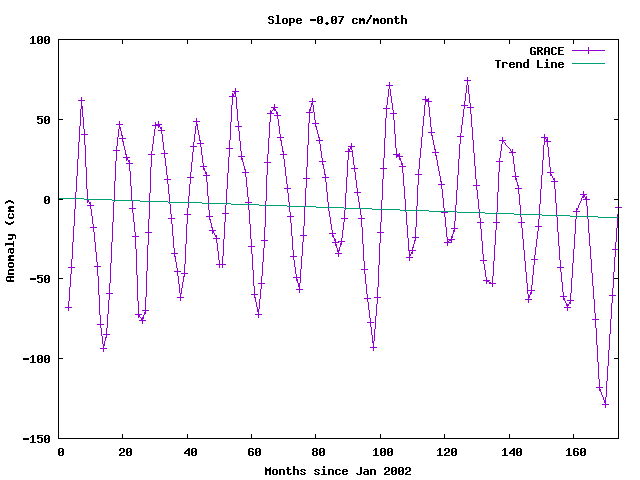 Slope -0.07 cm/month
100
50
0
-50
-100
-150
Anomaly (cm)
GRACE
Trend Line
0 20 40 60 80 100 120 140 160
Months since Jan 2002